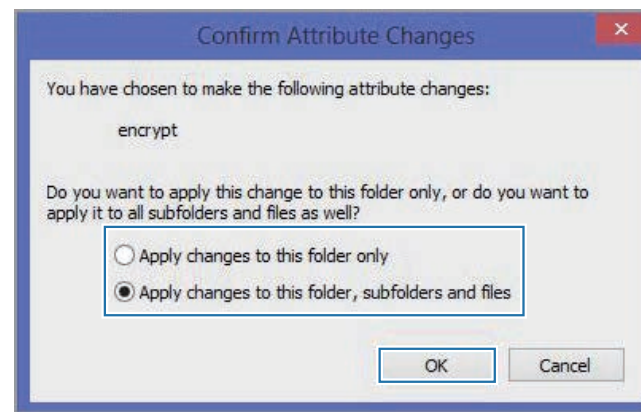 Confirm Attribute Changes
You have chosen to make the following attribute changes:
encrypt
Do you want to apply this change to this folder only, or do you want to
apply it to all subfolders and files as well?
Apply changes to this folder only
Apply changes to this folder, subfolders and files
OK Cancel